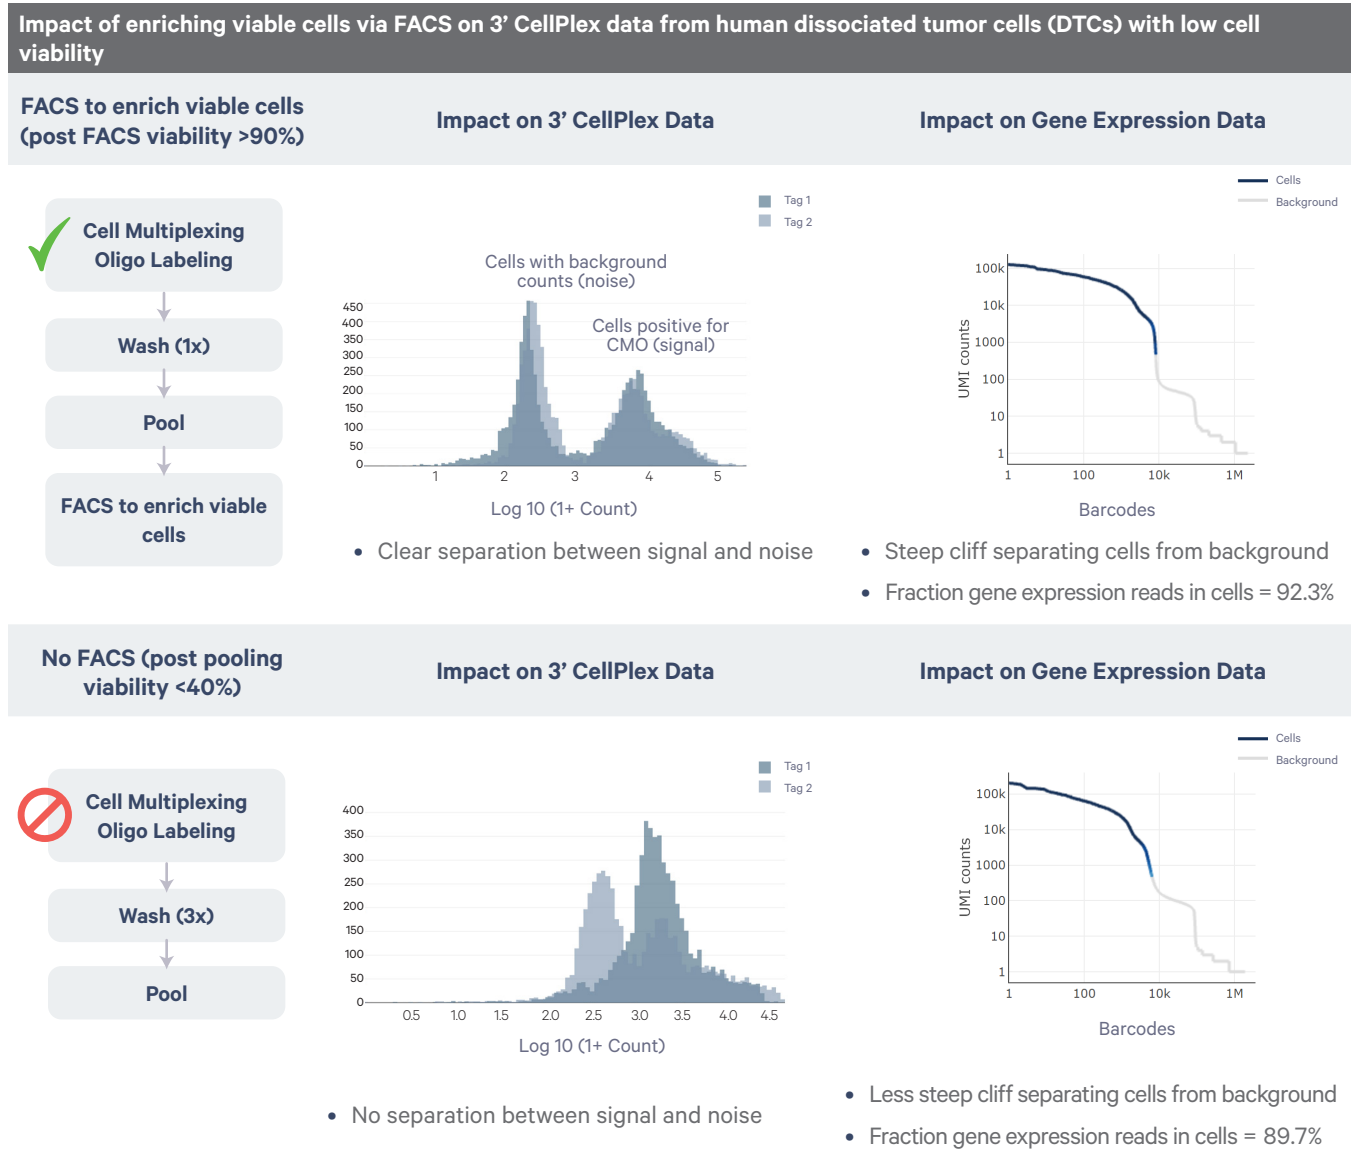 Impact of enriching viable cells via FACS on 3’ CellPlex data from human dissociated tumor cells (DTCs) with low cell
viability
FACS to enrich viable cells
(post FACS viability >90%)
Impact on 3’ CellPlex Data
Impact on Gene Expression Data
Cell Multiplexing
Oligo Labeling
Wash (1x)
Pool
FACS to enrich viable
cells
Tag 1
Tag 2
Cells with background
counts (noise)
Cells positive for
CMO (signal)
450
400
350
300
250
200
150
100
50
0
1 2 3 4 5
Log 10 (1+ Count)
• Clear separation between signal and noise
Cells
Background
UMI counts
100k
10k
1000
100
10
1
1 100 10k 1M
Barcodes
• Steep cliff separating cells from background
• Fraction gene expression reads in cells = 92.3%
No FACS (post pooling
viability <40%)
Impact on 3’ CellPlex Data
Impact on Gene Expression Data
Cell Multiplexing
Oligo Labeling
Wash (3x)
Pool
Tag 1
Tag 2
400
350
300
250
200
150
100
50
0
0.5 1.0 1.5 2.0 2.5 3.0 3.5 4.0 4.5
Log 10 (1+ Count)
• No separation between signal and noise
Cells
Background
UMI counts
100k
10k
1000
100
10
1
1 100 10k 1M
Barcodes
• Less steep cliff separating cells from background
• Fraction gene expression reads in cells = 89.7%